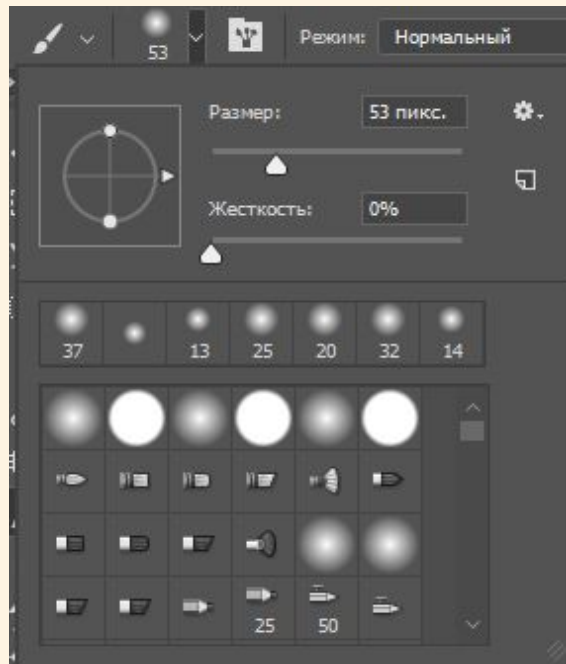 53 Режим: Нормальный
Размер: 53 пикс.
Жесткость: 0%
37 13 25 20 32 14
25 50